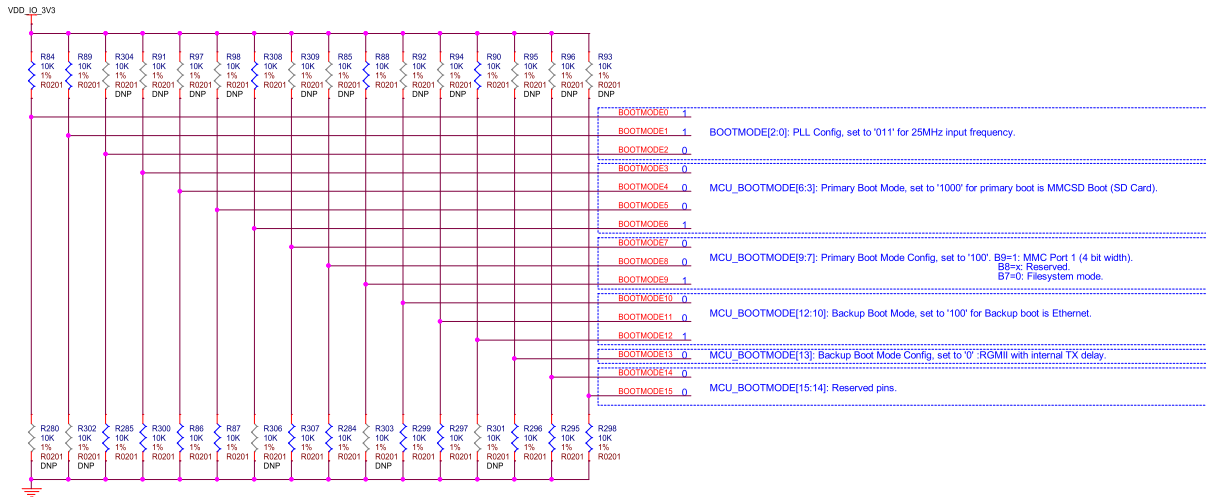 VDD_IO_3V3
R84 R89 R304 R91 R97 R98 R308 R309 R85 R88 R92 R94 R90 R95 R96 R93
10K 10K 10K 10K 10K 10K 10K 10K 10K 10K 10K 10K 10K 10K 10K 10K
1% 1% 1% 1% 1% 1% 1% 1% 1% 1% 1% 1% 1% 1% 1% 1%
R0201 R0201 R0201 R0201 R0201 R0201 R0201 R0201 R0201 R0201 R0201 R0201 R0201 R0201 R0201 R0201
DNP DNP DNP DNP DNP DNP DNP DNP DNP DNP DNP
BOOTMODE0 1
BOOTMODE1 1 BOOTMODE[2:0]: PLL Config, set to '011' for 25MHz input frequency.
BOOTMODE2 0
BOOTMODE3 0
BOOTMODE4 0 MCU_BOOTMODE[6:3]: Primary Boot Mode, set to '1000' for primary boot is MMCSD Boot (SD Card).
BOOTMODE5 0
BOOTMODE6 1
BOOTMODE7 0
BOOTMODE8 0 MCU_BOOTMODE[9:7]: Primary Boot Mode Config, set to '100'. B9=1: MMC Port 1 (4 bit width).
B8=x: Reserved.
BOOTMODE9 1 B7=0: Filesystem mode.
BOOTMODE10 0
BOOTMODE11 0 MCU_BOOTMODE[12:10]: Backup Boot Mode, set to '100' for Backup boot is Ethernet.
BOOTMODE12 1
BOOTMODE13 0 MCU_BOOTMODE[13]: Backup Boot Mode Config, set to '0' :RGMII with internal TX delay.
BOOTMODE14 0
BOOTMODE15 0 MCU_BOOTMODE[15:14]: Reserved pins.
R280 R302 R285 R300 R86 R87 R306 R307 R284 R303 R299 R297 R301 R296 R295 R298
10K 10K 10K 10K 10K 10K 10K 10K 10K 10K 10K 10K 10K 10K 10K 10K
1% 1% 1% 1% 1% 1% 1% 1% 1% 1% 1% 1% 1% 1% 1% 1%
R0201 R0201 R0201 R0201 R0201 R0201 R0201 R0201 R0201 R0201 R0201 R0201 R0201 R0201 R0201 R0201
DNP DNP DNP DNP DNP